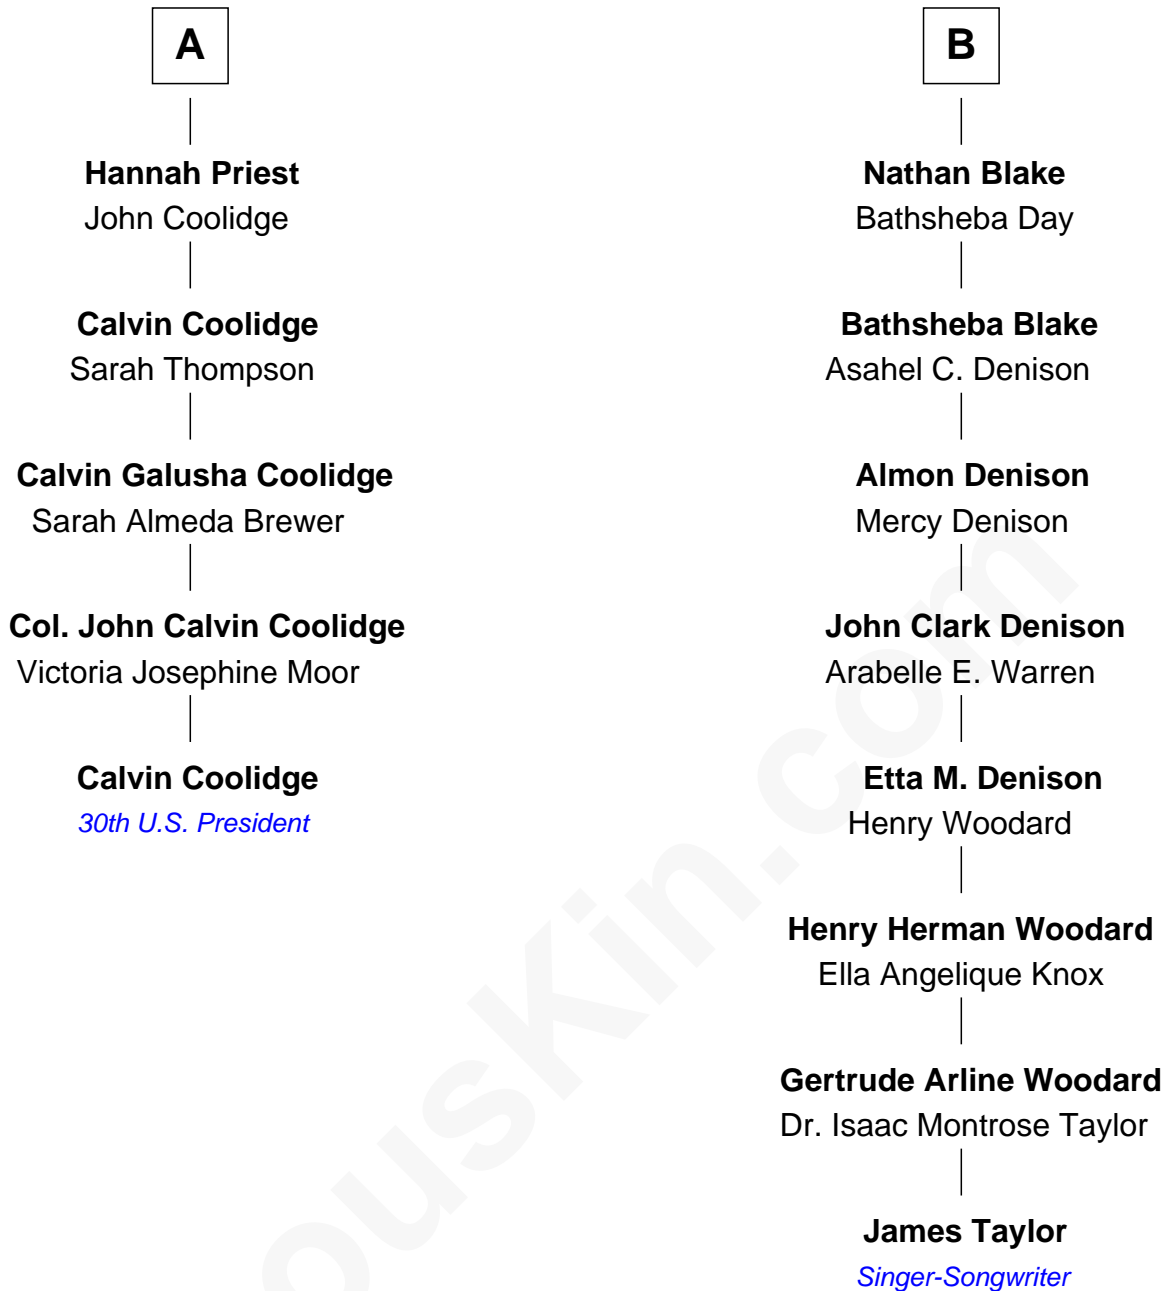 A
Hannah Priest
John Coolidge
Calvin Coolidge
Sarah Thompson
Calvin Galusha Coolidge
Sarah Almeda Brewer
Col. John Calvin Coolidge
Victoria Josephine Moor
Calvin Coolidge
30th U.S. President
B
Nathan Blake
Bathsheba Day
Bathsheba Blake
Asahel C. Denison
Almon Denison
Mercy Denison
John Clark Denison
Arabelle E. Warren
Etta M. Denison
Henry Woodard
Henry Herman Woodard
Ella Angelique Knox
Gertrude Arline Woodard
Dr. Isaac Montrose Taylor
James Taylor
Singer-Songwriter
ousKin.com